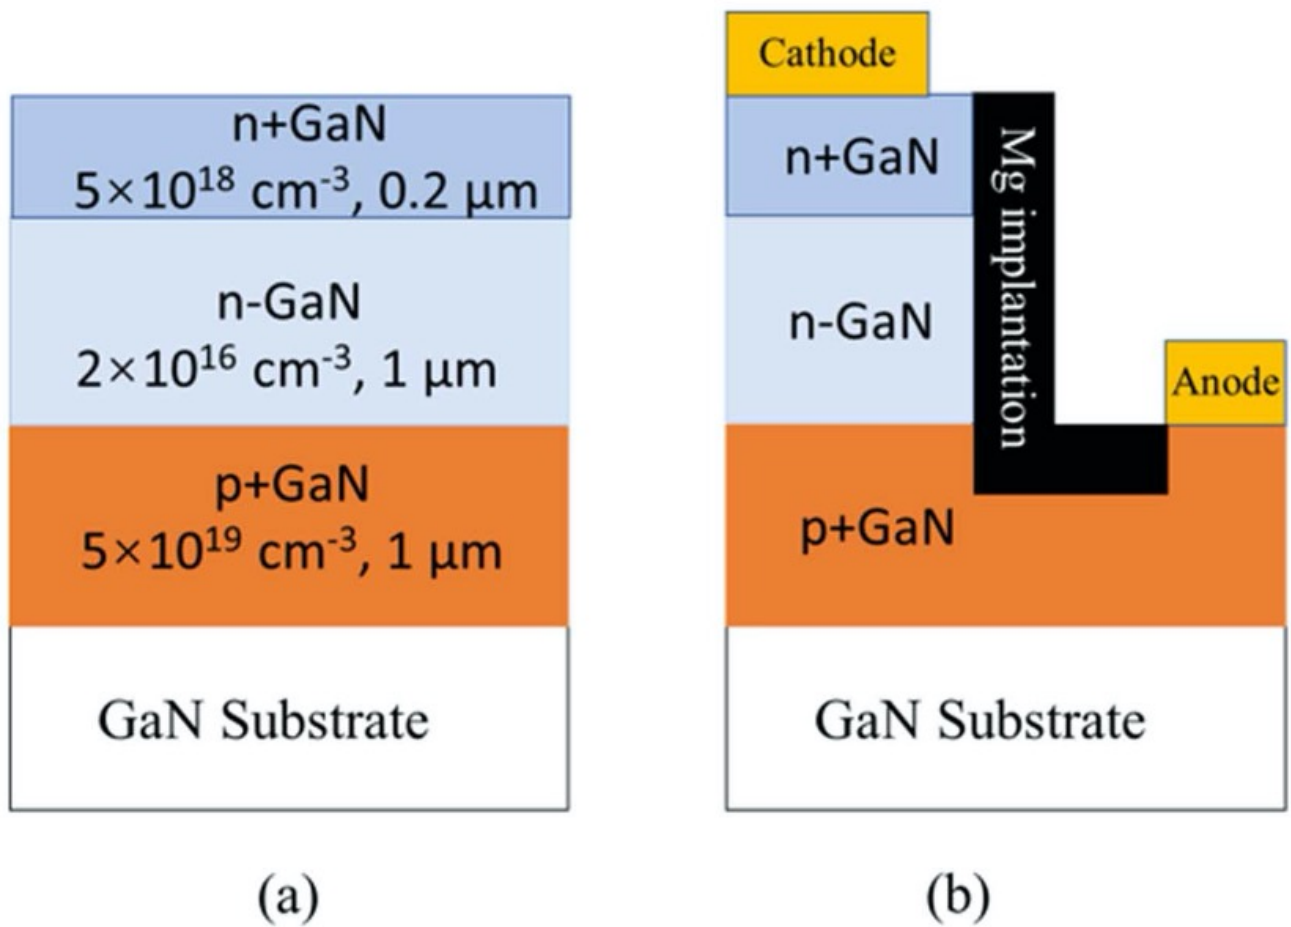 n+GaN
5×10¹⁸ cm⁻³, 0.2 μm
n-GaN
2×10¹⁶ cm⁻³, 1 μm
p+GaN
5×10¹⁹ cm⁻³, 1 μm
GaN Substrate
(a)
Cathode
n+GaN
n-GaN
Mg implantation
Anode
p+GaN
GaN Substrate
(b)